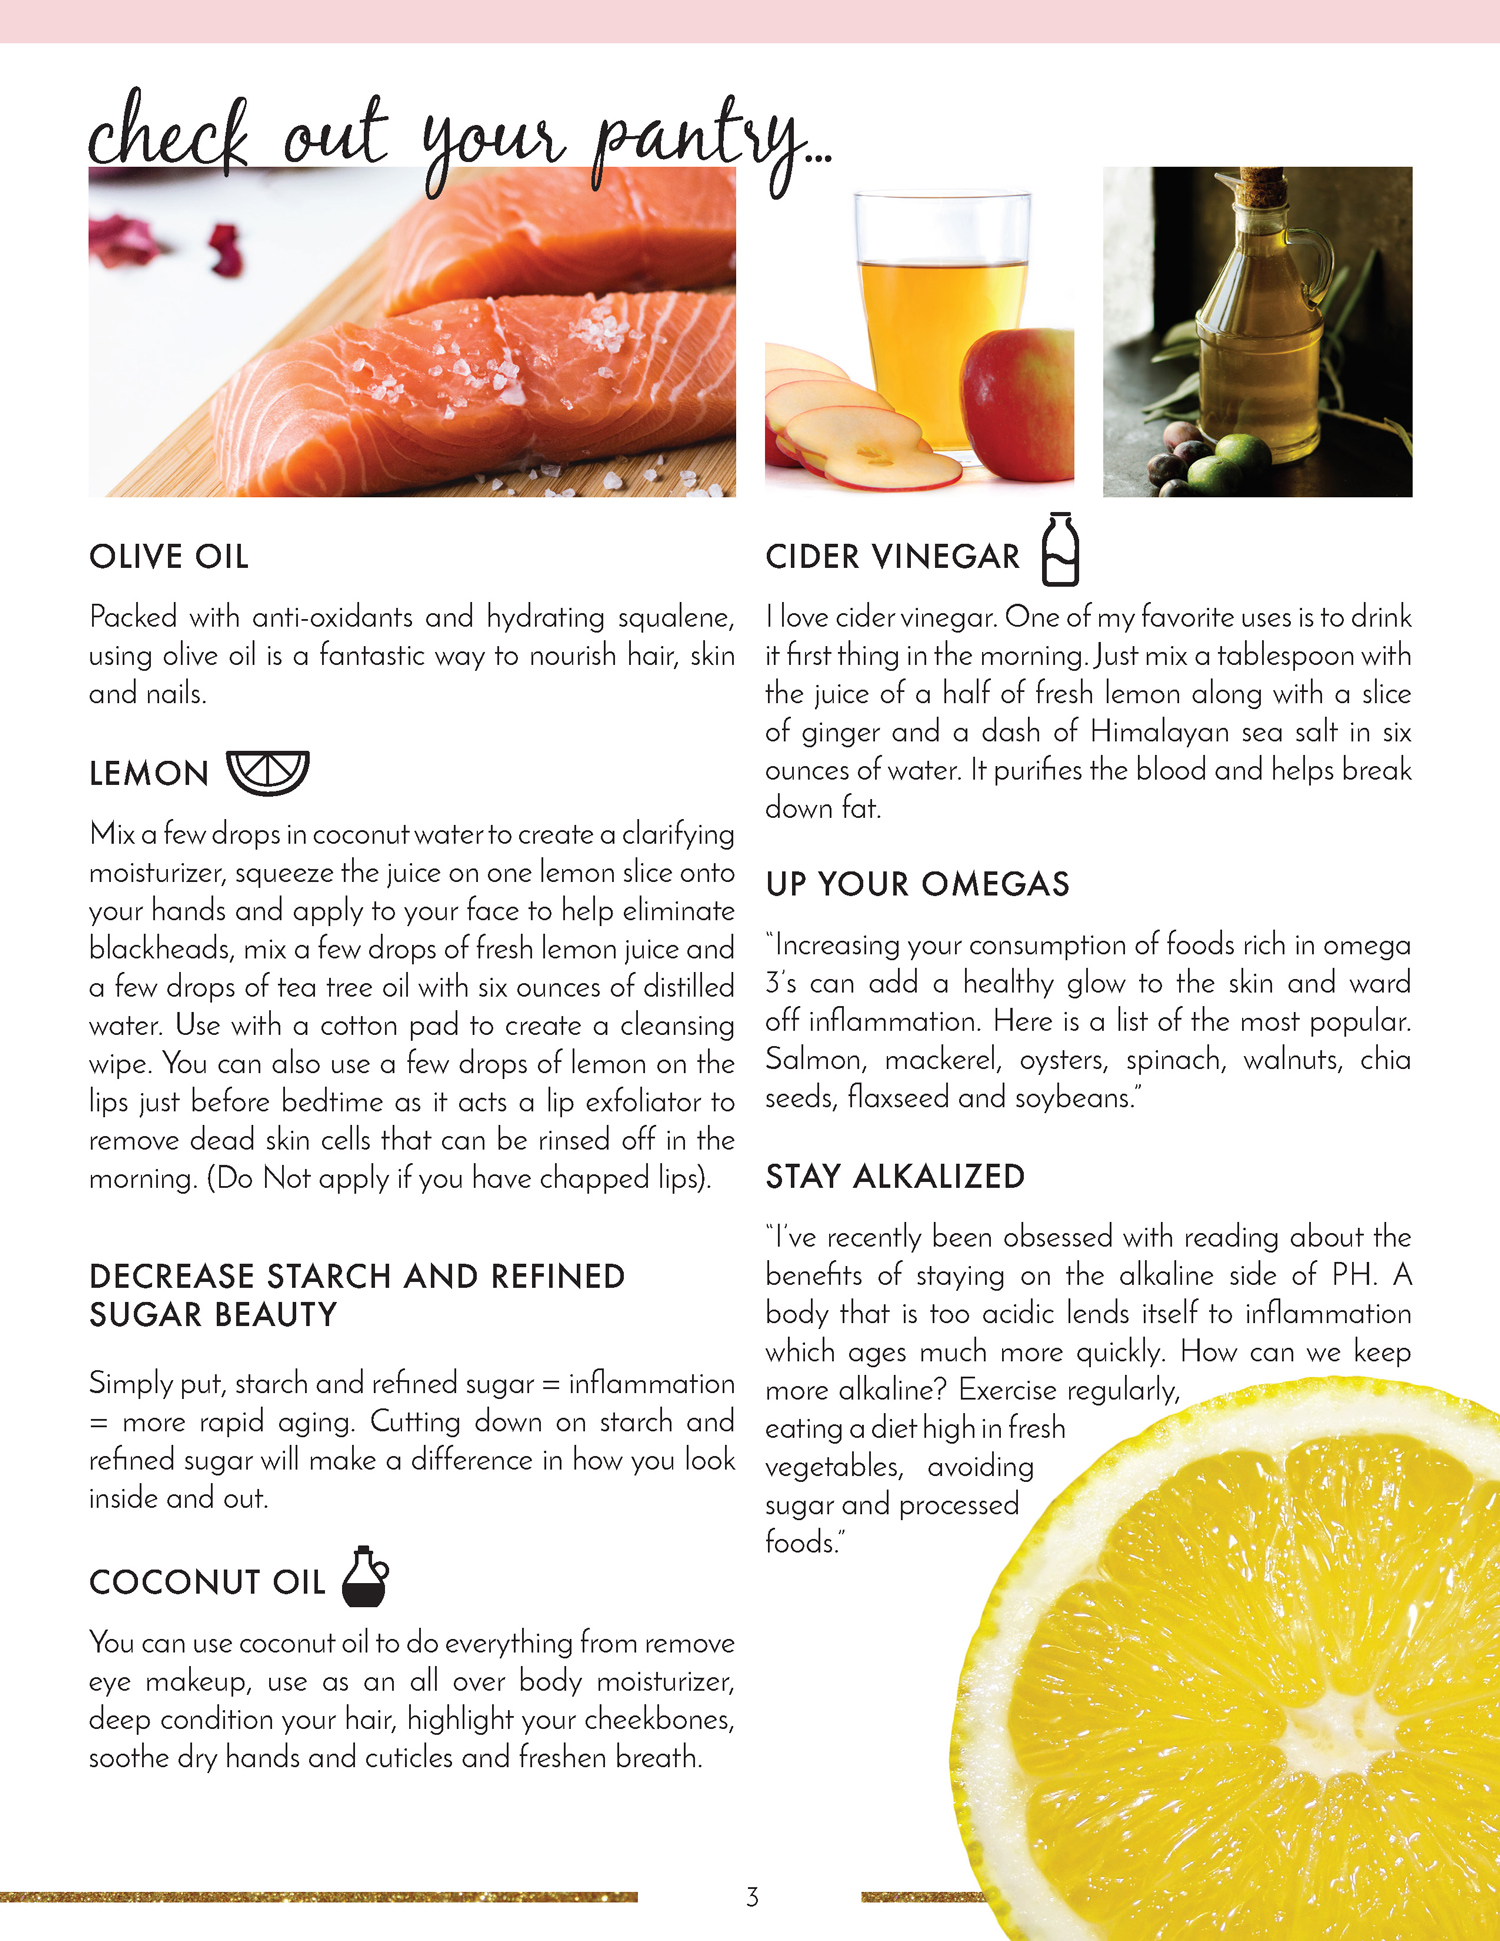 check out your pantry...
OLIVE OIL
Packed with anti-oxidants and hydrating squalene,
using olive oil is a fantastic way to nourish hair, skin
and nails.
LEMON
Mix a few drops in coconut water to create a clarifying
moisturizer, squeeze the juice on one lemon slice onto
your hands and apply to your face to help eliminate
blackheads, mix a few drops of fresh lemon juice and
a few drops of tea tree oil with six ounces of distilled
water. Use with a cotton pad to create a cleansing
wipe. You can also use a few drops of lemon on the
lips just before bedtime as it acts a lip exfoliator to
remove dead skin cells that can be rinsed off in the
morning. (Do Not apply if you have chapped lips).
DECREASE STARCH AND REFINED
SUGAR BEAUTY
Simply put, starch and refined sugar = inflammation
= more rapid aging. Cutting down on starch and
refined sugar will make a difference in how you look
inside and out.
COCONUT OIL
You can use coconut oil to do everything from remove
eye makeup, use as an all over body moisturizer,
deep condition your hair, highlight your cheekbones,
soothe dry hands and cuticles and freshen breath.
CIDER VINEGAR
I love cider vinegar. One of my favorite uses is to drink
it first thing in the morning. Just mix a tablespoon with
the juice of a half of fresh lemon along with a slice
of ginger and a dash of Himalayan sea salt in six
ounces of water. It purifies the blood and helps break
down fat.
UP YOUR OMEGAS
“Increasing your consumption of foods rich in omega
3’s can add a healthy glow to the skin and ward
off inflammation. Here is a list of the most popular.
Salmon, mackerel, oysters, spinach, walnuts, chia
seeds, flaxseed and soybeans.”
STAY ALKALIZED
“I’ve recently been obsessed with reading about the
benefits of staying on the alkaline side of PH. A
body that is too acidic lends itself to inflammation
which ages much more quickly. How can we keep
more alkaline? Exercise regularly,
eating a diet high in fresh
vegetables, avoiding
sugar and processed
foods.”
3